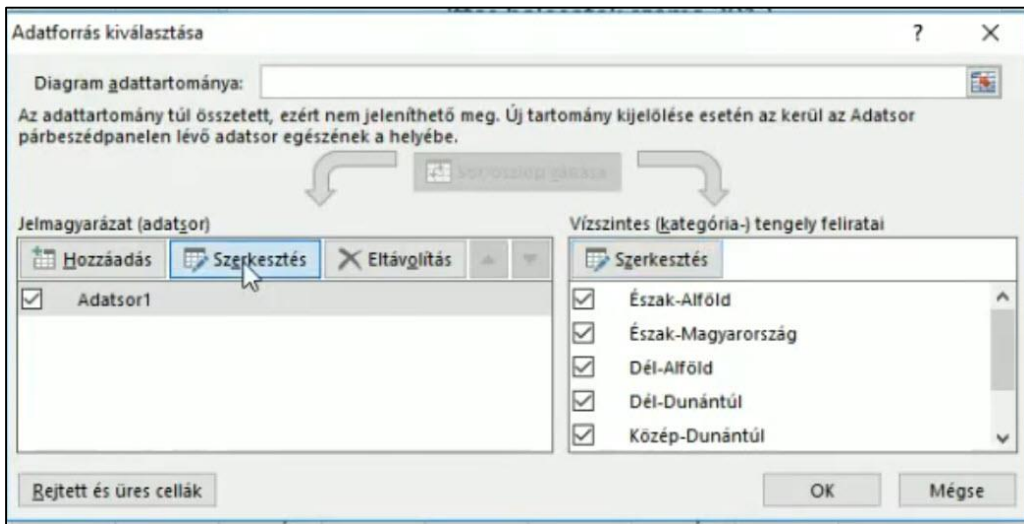 Adatforrás kiválasztása
Diagram adattartománya:
Az adattartomány túl összetett, ezért nem jeleníthető meg. Új tartomány kijelölése esetén az kerül az Adatsor
párbeszédpanelen lévő adatsor egészének a helyébe.
Jelmagyarázat (adatsor)
Hozzáadás
Szerkesztés
Eltávolítás
Adatsor1
Vízszintes (kategória-) tengely feliratai
Szerkesztés
Észak-Alföld
Észak-Magyarország
Dél-Alföld
Dél-Dunántúl
Közép-Dunántúl
Rejtett és üres cellák
OK
Mégse